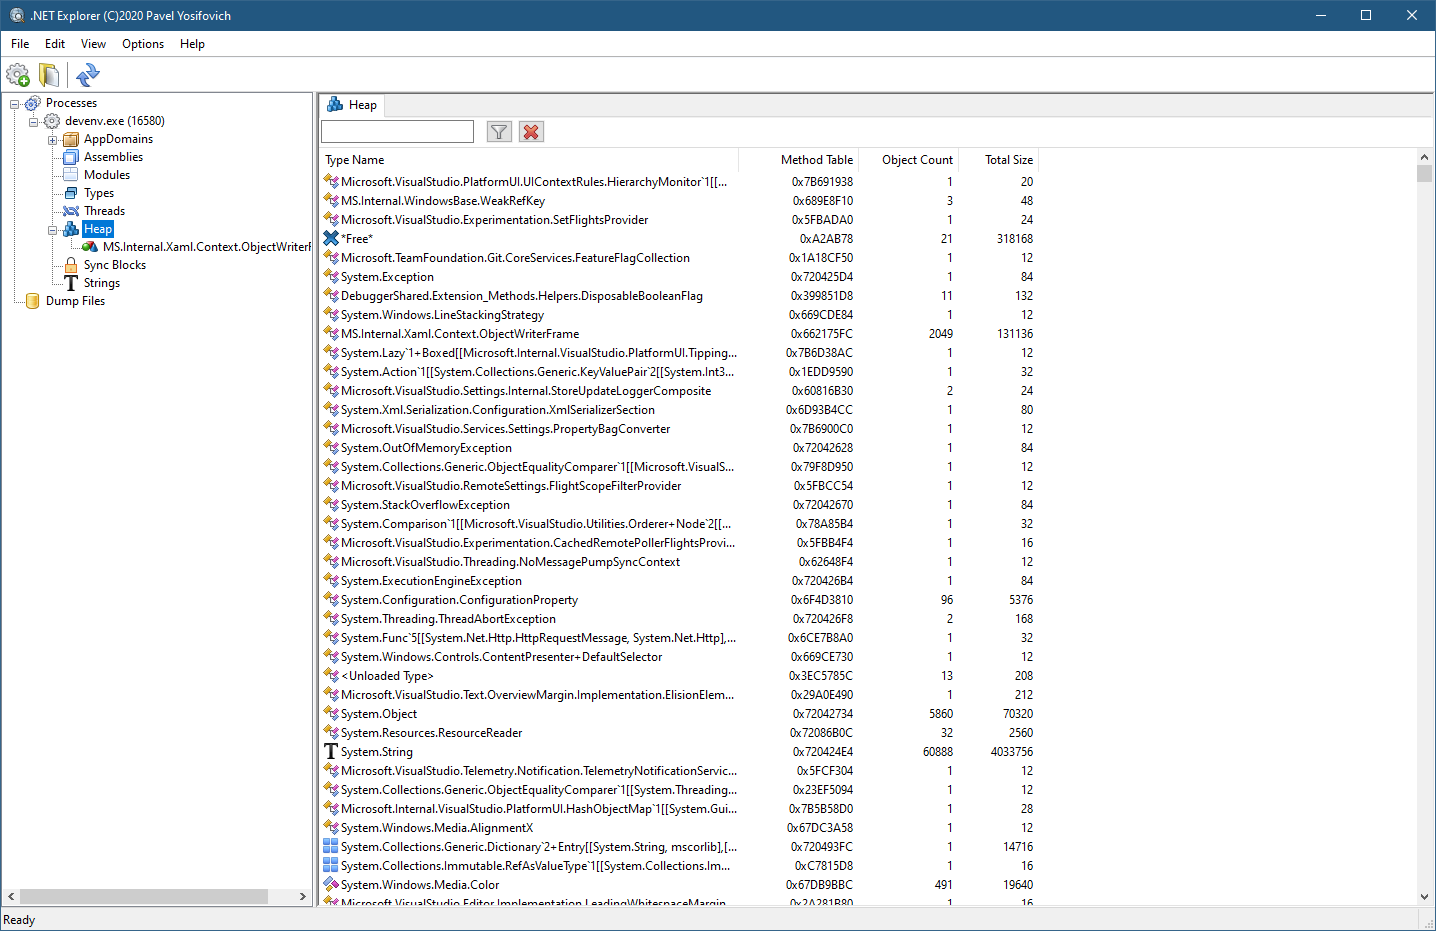 .NET Explorer (C)2020 Pavel Yosifovich
File Edit View Options Help
Processes
devenv.exe (16580)
AppDomains
Assemblies
Modules
Types
Threads
Heap
MS.Internal.Xaml.Context.ObjectWriterF
Sync Blocks
Strings
Dump Files
Heap
Type Name Method Table Object Count Total Size
Microsoft.VisualStudio.PlatformUI.UIContextRules.HierarchyMonitor`1[[... 0x7B691938 1 20
MS.Internal.WindowsBase.WeakRefKey 0x689E8F10 3 48
Microsoft.VisualStudio.Experimentation.SetFlightsProvider 0x5FBADA0 1 24
*Free* 0xA2AB78 21 318168
Microsoft.TeamFoundation.Git.CoreServices.FeatureFlagCollection 0x1A18CF50 1 12
System.Exception 0x720425D4 1 84
DebuggerShared.Extension_Methods.Helpers.DisposableBooleanFlag 0x399851D8 11 132
System.Windows.LineStackingStrategy 0x669CDE84 1 12
MS.Internal.Xaml.Context.ObjectWriterFrame 0x662175FC 2049 131136
System.Lazy`1+Boxed[[Microsoft.Internal.VisualStudio.PlatformUI.Tipping... 0x7B6D38AC 1 12
System.Action`1[[System.Collections.Generic.KeyValuePair`2[[System.Int3... 0x1EDD9590 1 32
Microsoft.VisualStudio.Settings.Internal.StoreUpdateLoggerComposite 0x60816B30 2 24
System.Xml.Serialization.Configuration.XmlSerializerSection 0x6D93B4CC 1 80
Microsoft.VisualStudio.Services.Settings.PropertyBagConverter 0x7B6900C0 1 12
System.OutOfMemoryException 0x72042628 1 84
System.Collections.Generic.ObjectEqualityComparer`1[[Microsoft.VisualS... 0x79F8D950 1 12
Microsoft.VisualStudio.RemoteSettings.FlightScopeFilterProvider 0x5FBCC54 1 12
System.StackOverflowException 0x72042670 1 84
System.Comparison`1[[Microsoft.VisualStudio.Utilities.Orderer+Node`2[[... 0x78A85B4 1 32
Microsoft.VisualStudio.Experimentation.CachedRemotePollerFlightsProvi... 0x5FBB4F4 1 16
Microsoft.VisualStudio.Threading.NoMessagePumpSyncContext 0x62648F4 1 12
System.ExecutionEngineException 0x720426B4 1 84
System.Configuration.ConfigurationProperty 0x6F4D3810 96 5376
System.Threading.ThreadAbortException 0x720426F8 2 168
System.Func`5[[System.Net.Http.HttpRequestMessage, System.Net.Http],... 0x6CE7B8A0 1 32
System.Windows.Controls.ContentPresenter+DefaultSelector 0x669CE730 1 12
<Unloaded Type> 0x3EC5785C 13 208
Microsoft.VisualStudio.Text.OverviewMargin.Implementation.ElisionElem... 0x29A0E490 1 212
System.Object 0x72042734 5860 70320
System.Resources.ResourceReader 0x72086B0C 32 2560
System.String 0x720424E4 60888 4033756
Microsoft.VisualStudio.Telemetry.Notification.TelemetryNotificationServic... 0x5FCF304 1 12
System.Collections.Generic.ObjectEqualityComparer`1[[System.Threading... 0x23EF5094 1 12
Microsoft.Internal.VisualStudio.PlatformUI.HashObjectMap`1[[System.Gui... 0x7B5B58D0 1 28
System.Windows.Media.AlignmentX 0x67DC3A58 1 12
System.Collections.Generic.Dictionary`2+Entry[[System.String, mscorlib],[... 0x720493FC 1 14716
System.Collections.Immutable.RefAsValueType`1[[System.Collections.Im... 0xC7815D8 1 16
System.Windows.Media.Color 0x67DB9BBC 491 19640
Microsoft.VisualStudio.Editor.Implementation.LeadingWhitespaceMargin 0x2A281B80 1 16
Ready